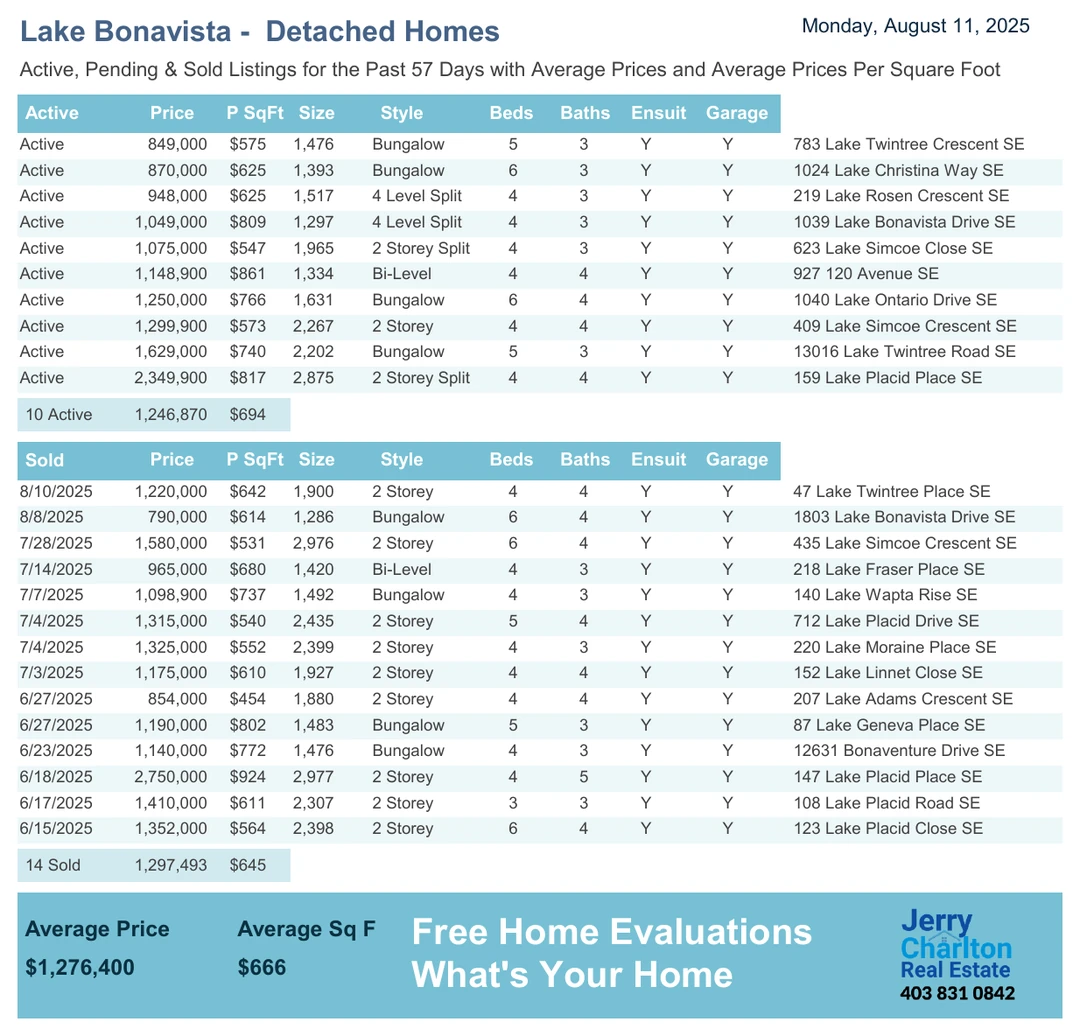 Lake Bonavista - Detached Homes
Monday, August 11, 2025
Active, Pending & Sold Listings for the Past 57 Days with Average Prices and Average Prices Per Square Foot
Active Price P SqFt Size Style Beds Baths Ensuit Garage
Active 849,000 $575 1,476 Bungalow 5 3 Y Y 783 Lake Twintree Crescent SE
Active 870,000 $625 1,393 Bungalow 6 3 Y Y 1024 Lake Christina Way SE
Active 948,000 $625 1,517 4 Level Split 4 3 Y Y 219 Lake Rosen Crescent SE
Active 1,049,000 $809 1,297 4 Level Split 4 3 Y Y 1039 Lake Bonavista Drive SE
Active 1,075,000 $547 1,965 2 Storey Split 4 3 Y Y 623 Lake Simcoe Close SE
Active 1,148,900 $861 1,334 Bi-Level 4 4 Y Y 927 120 Avenue SE
Active 1,250,000 $766 1,631 Bungalow 6 4 Y Y 1040 Lake Ontario Drive SE
Active 1,299,900 $573 2,267 2 Storey 4 4 Y Y 409 Lake Simcoe Crescent SE
Active 1,629,000 $740 2,202 Bungalow 5 3 Y Y 13016 Lake Twintree Road SE
Active 2,349,900 $817 2,875 2 Storey Split 4 4 Y Y 159 Lake Placid Place SE
10 Active 1,246,870 $694
Sold Price P SqFt Size Style Beds Baths Ensuit Garage
8/10/2025 1,220,000 $642 1,900 2 Storey 4 4 Y Y 47 Lake Twintree Place SE
8/8/2025 790,000 $614 1,286 Bungalow 6 4 Y Y 1803 Lake Bonavista Drive SE
7/28/2025 1,580,000 $531 2,976 2 Storey 6 4 Y Y 435 Lake Simcoe Crescent SE
7/14/2025 965,000 $680 1,420 Bi-Level 4 3 Y Y 218 Lake Fraser Place SE
7/7/2025 1,098,900 $737 1,492 Bungalow 4 3 Y Y 140 Lake Wapta Rise SE
7/4/2025 1,315,000 $540 2,435 2 Storey 5 4 Y Y 712 Lake Placid Drive SE
7/4/2025 1,325,000 $552 2,399 2 Storey 4 3 Y Y 220 Lake Moraine Place SE
7/3/2025 1,175,000 $610 1,927 2 Storey 4 4 Y Y 152 Lake Linnet Close SE
6/27/2025 854,000 $454 1,880 2 Storey 4 4 Y Y 207 Lake Adams Crescent SE
6/27/2025 1,190,000 $802 1,483 Bungalow 5 3 Y Y 87 Lake Geneva Place SE
6/23/2025 1,140,000 $772 1,476 Bungalow 4 3 Y Y 12631 Bonaventure Drive SE
6/18/2025 2,750,000 $924 2,977 2 Storey 4 5 Y Y 147 Lake Placid Place SE
6/17/2025 1,410,000 $611 2,307 2 Storey 3 3 Y Y 108 Lake Placid Road SE
6/15/2025 1,352,000 $564 2,398 2 Storey 6 4 Y Y 123 Lake Placid Close SE
14 Sold 1,297,493 $645
Average Price Average Sq F
$1,276,400 $666
Free Home Evaluations
What's Your Home
Jerry
Charlton
Real Estate
403 831 0842